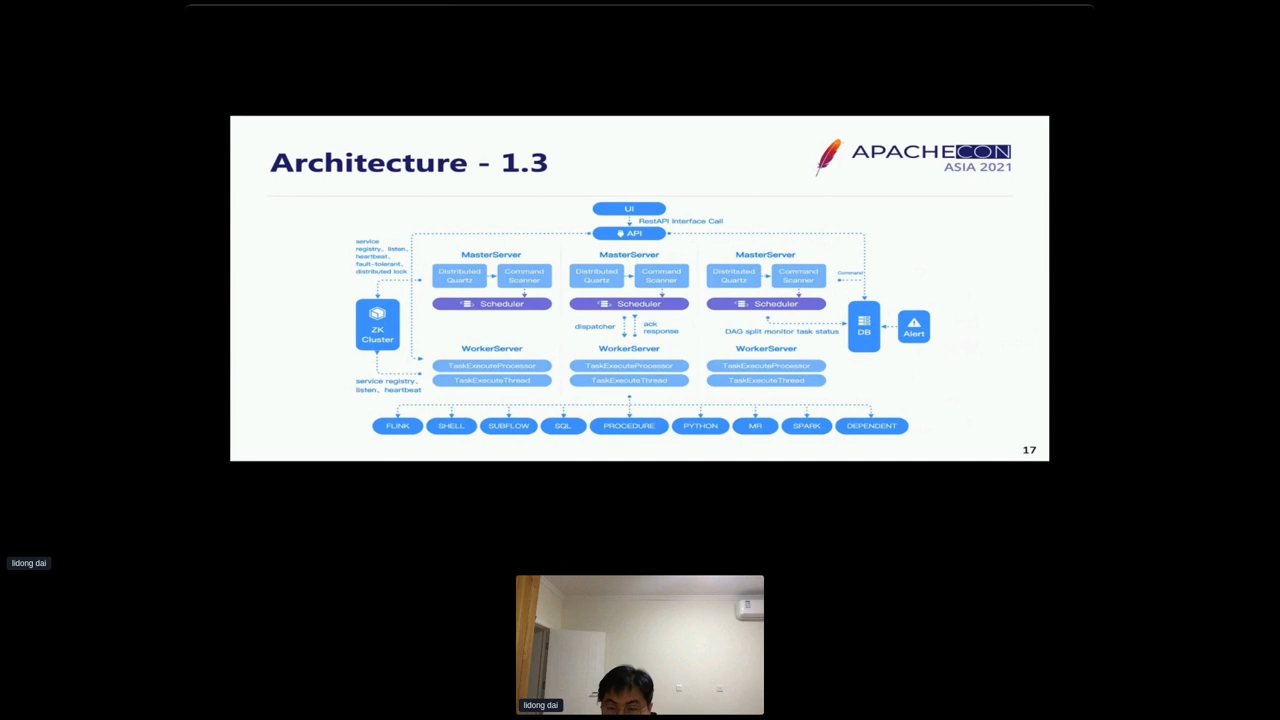 Architecture - 1.3
APACHECON
ASIA 2021
UI
RestAPI Interface Call
API
service
registry、listen、
heartbeat、
fault-tolerant、
distributed lock
MasterServer
MasterServer
MasterServer
Distributed
Quartz
Command
Scanner
Distributed
Quartz
Command
Scanner
Distributed
Quartz
Command
Scanner
Command
Scheduler
Scheduler
Scheduler
ZK
Cluster
dispatcher
ack
response
DAG split monitor task status
DB
Alert
WorkerServer
WorkerServer
WorkerServer
TaskExecuteProcessor
TaskExecuteProcessor
TaskExecuteProcessor
TaskExecuteThread
TaskExecuteThread
TaskExecuteThread
service registry、
listen、heartbeat
FLINK
SHELL
SUBFLOW
SQL
PROCEDURE
PYTHON
MR
SPARK
DEPENDENT
17
lidong dai
lidong dai